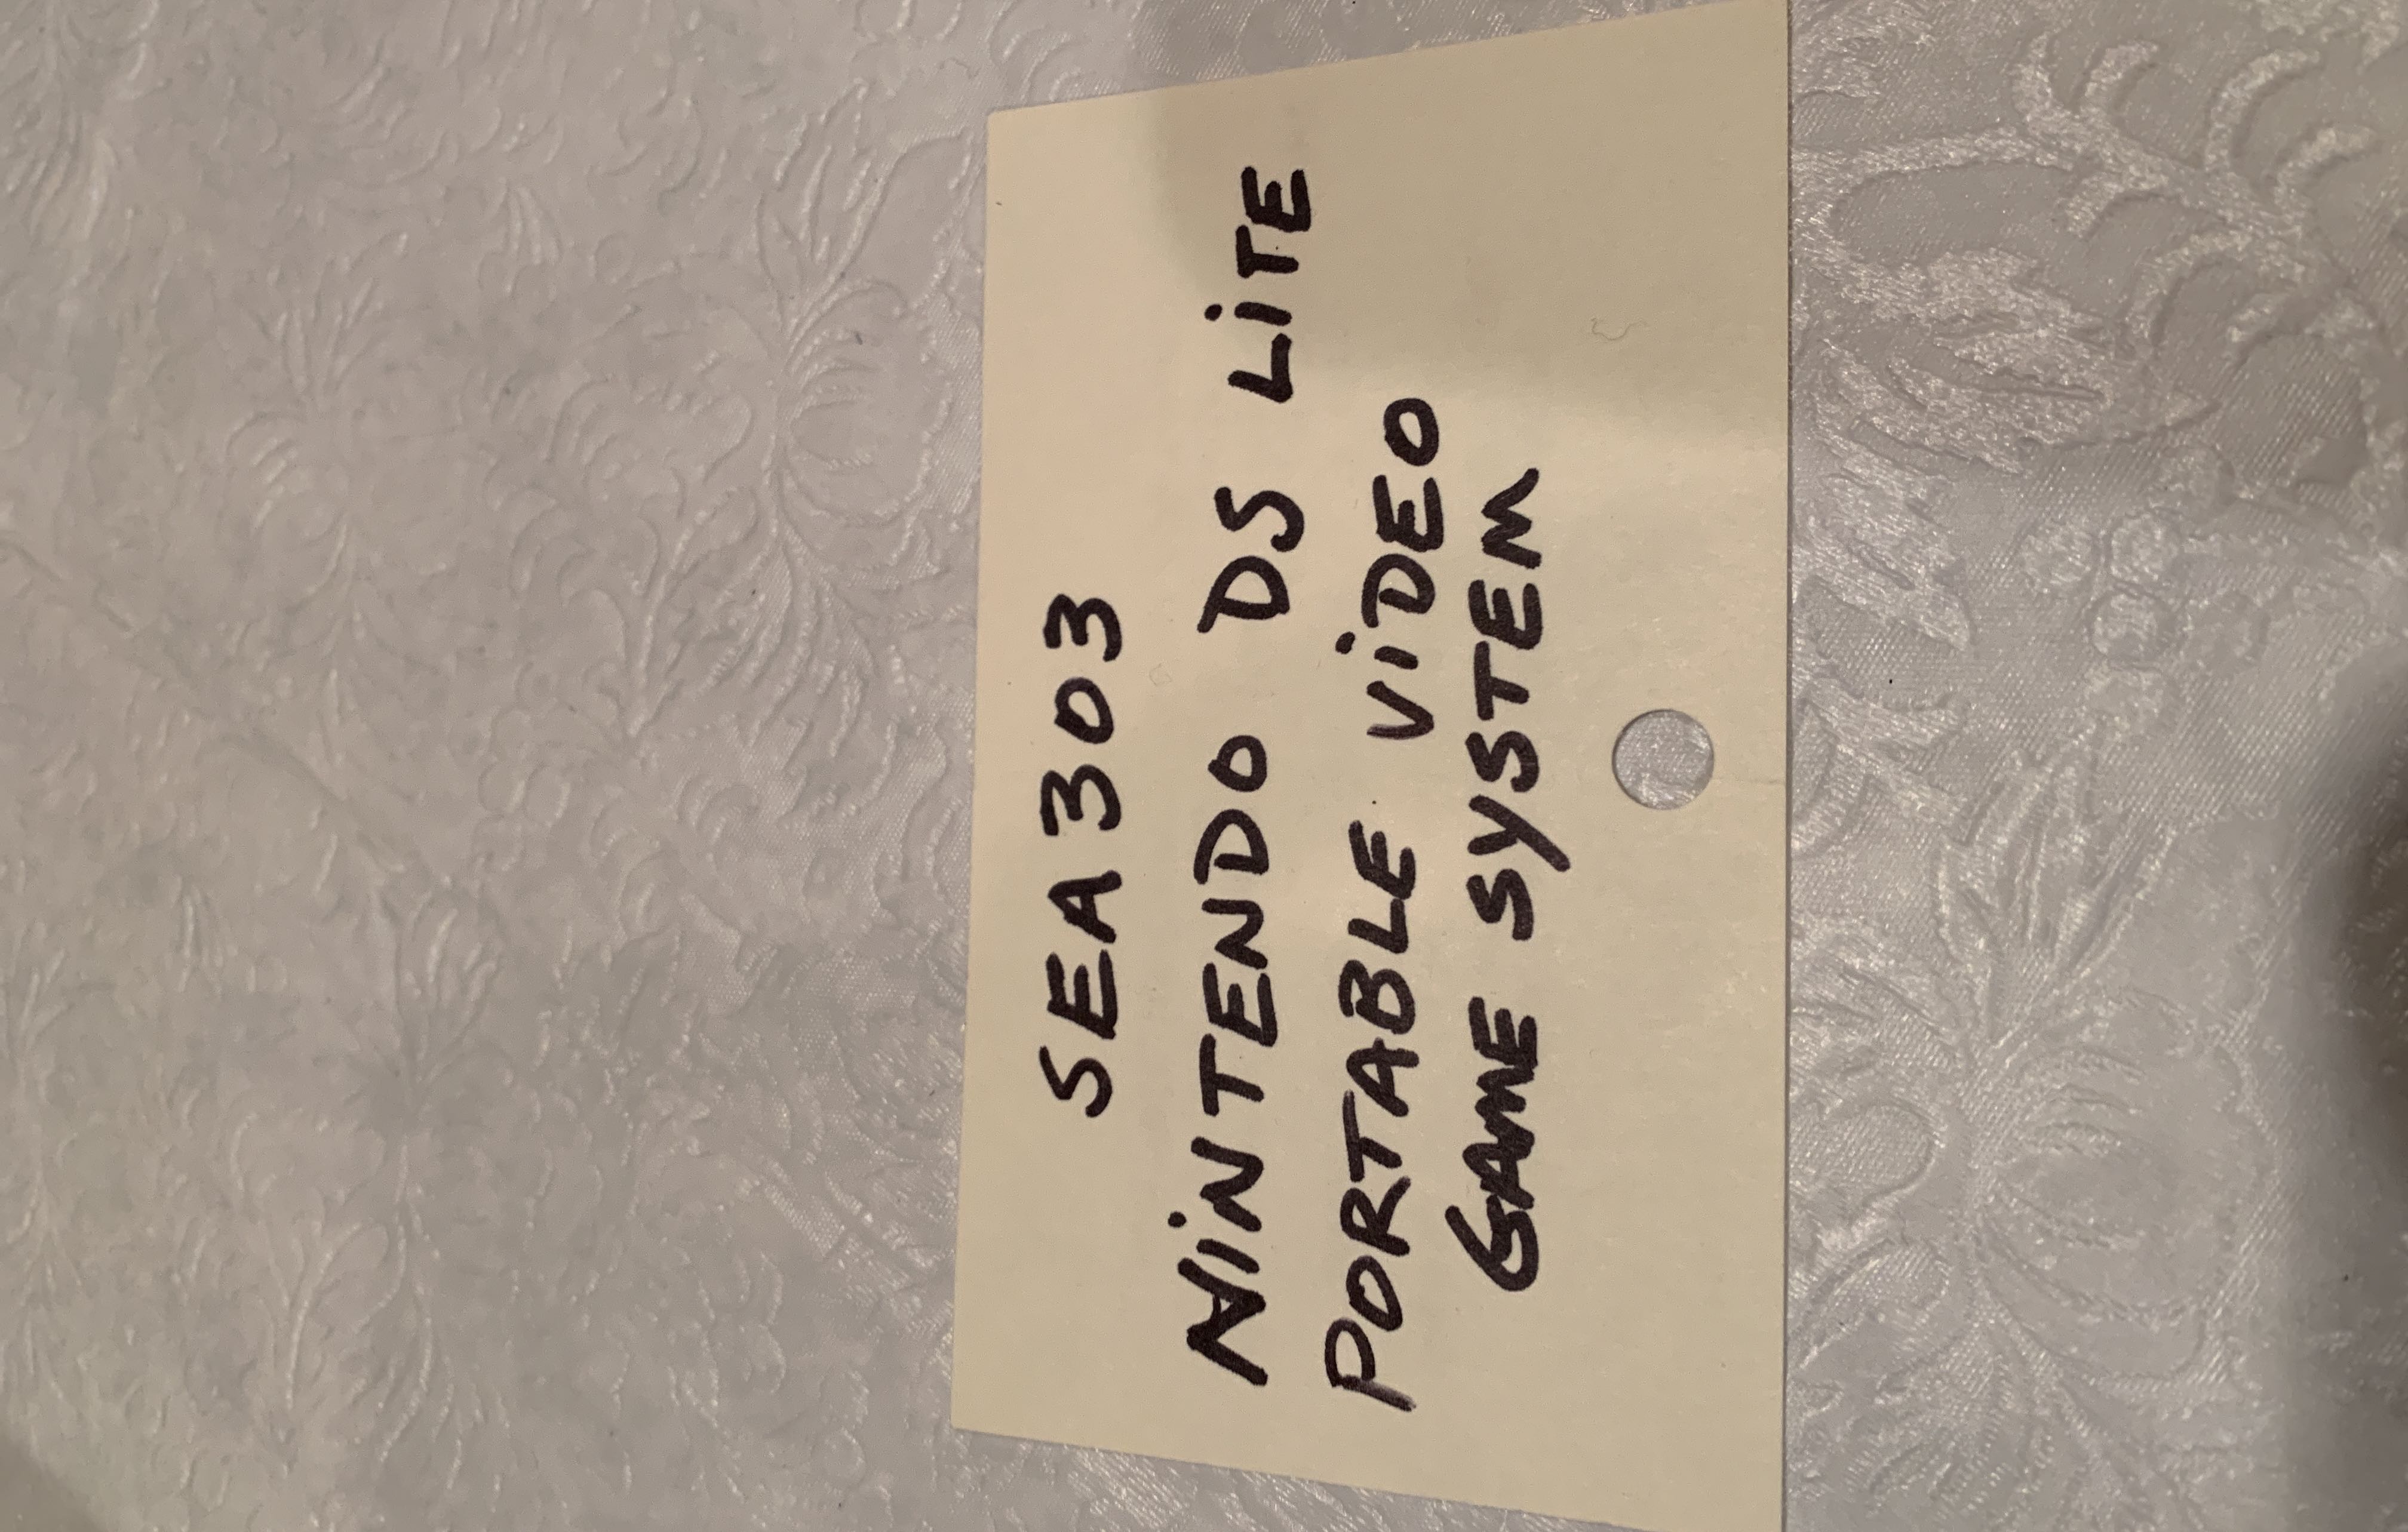 SEA303
NiNTENDO DS LiTE
PORTABLE ViDEO
GAME SYSTEM